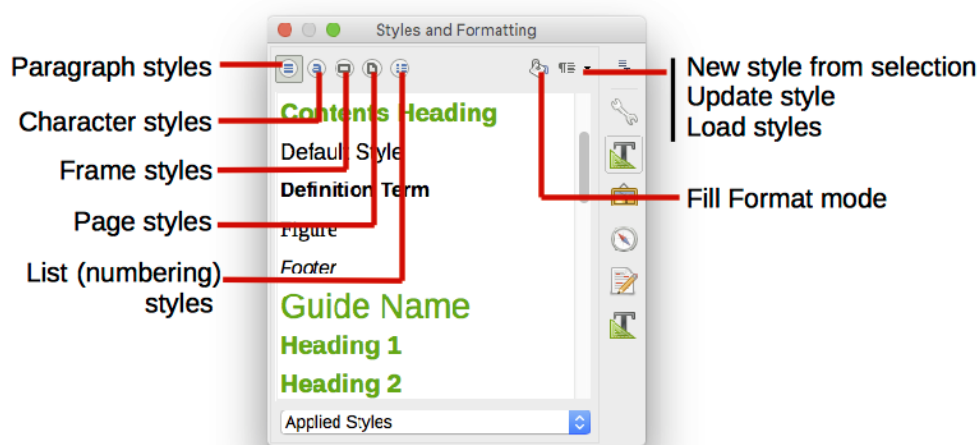 Styles and Formatting
Paragraph styles
Character styles
Frame styles
Page styles
List (numbering)
styles
New style from selection
Update style
Load styles
Fill Format mode
Contents Heading
Default Style
Definition Term
Figure
Footer
Guide Name
Heading 1
Heading 2
Applied Styles